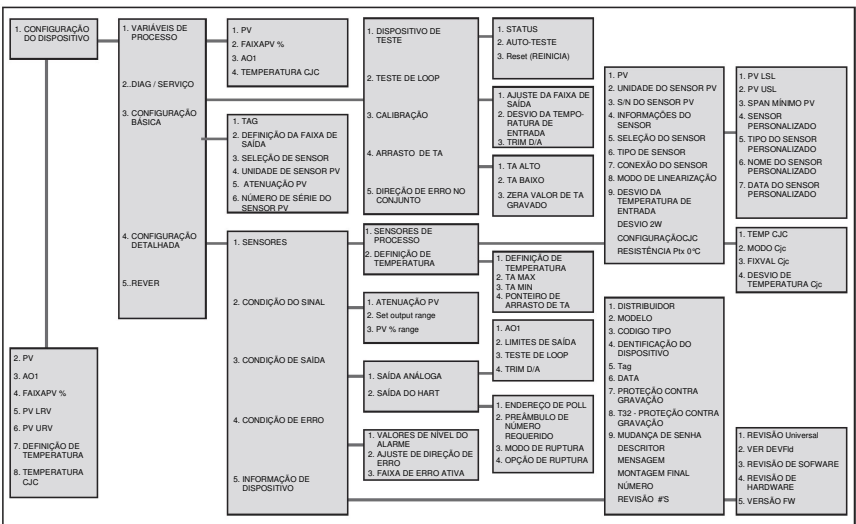 1. CONFIGURAÇÃO
DO DISPOSITIVO
2. PV
3. AO1
4. FAIXAPV %
5. PV LRV
6. PV URV
7. DEFINIÇÃO DE
TEMPERATURA
8. TEMPERATURA
CJC
1. VARIÁVEIS DE
PROCESSO
2..DIAG / SERVIÇO
3. CONFIGURAÇÃO
BÁSICA
4. CONFIGURAÇÃO
DETALHADA
5..REVER
1. PV
2. FAIXAPV %
3. AO1
4. TEMPERATURA CJC
1. TAG
2. DEFINIÇÃO DA FAIXA DE
SAÍDA
3. SELEÇÃO DE SENSOR
4. UNIDADE DE SENSOR PV
5. ATENUAÇÃO PV
6. NÚMERO DE SÉRIE DO
SENSOR PV
1. DISPOSITIVO DE
TESTE
2. TESTE DE LOOP
3. CALIBRAÇÃO
4. ARRASTO DE TA
5. DIREÇÃO DE ERRO NO
CONJUNTO
1. STATUS
2. AUTO-TESTE
3. Reset (REINICIA)
1. AJUSTE DA FAIXA DE
SAÍDA
2. DESVIO DA TEMPO-
RATURA DE
ENTRADA
3. TRIM D/A
1. TA ALTO
2. TA BAIXO
3. ZERA VALOR DE TA
GRAVADO
1. SENSORES
2. CONDIÇÃO DO SINAL
3. CONDIÇÃO DE SAÍDA
4. CONDIÇÃO DE ERRO
5. INFORMAÇÃO DE
DISPOSITIVO
1. SENSORES DE
PROCESSO
2. DEFINIÇÃO DE
TEMPERATURA
1. DEFINIÇÃO DE
TEMPERATURA
2. TA MAX
3. TA MIN
4. PONTEIRO DE
ARRASTO DE TA
1. ATENUAÇÃO PV
2. Set output range
3. PV % range
1. SAÍDA ANÁLOGA
2. SAÍDA DO HART
1. AO1
2. LIMITES DE SAÍDA
3. TESTE DE LOOP
4. TRIM D/A
1. ENDEREÇO DE POLL
2. PREÂMBULO DE
NÚMERO
REQUERIDO
3. MODO DE RUPTURA
4. OPÇÃO DE RUPTURA
1. VALORES DE NÍVEL DO
ALARME
2. AJUSTE DE DIREÇÃO DE
ERRO
3. FAIXA DE ERRO ATIVA
1. PV
2. UNIDADE DO SENSOR PV
3. S/N DO SENSOR PV
4. INFORMAÇÕES DO
SENSOR
5. SELEÇÃO DO SENSOR
6. TIPO DE SENSOR
7. CONEXÃO DO SENSOR
8. MODO DE LINEARIZAÇÃO
9. DESVIO DA
TEMPERATURA DE
ENTRADA
DESVIO 2W
CONFIGURAÇÃOCJC
RESISTÊNCIA Ptx 0°C
1. PV LSL
2. PV USL
3. SPAN MÍNIMO PV
4. SENSOR
PERSONALIZADO
5. TIPO DO SENSOR
PERSONALIZADO
6. NOME DO SENSOR
PERSONALIZADO
7. DATA DO SENSOR
PERSONALIZADO
1. TEMP CJC
2. MODO Cjc
3. FIXVAL Cjc
4. DESVIO DE
TEMPERATURA Cjc
1. DISTRIBUIDOR
2. MODELO
3. CODIGO TIPO
4. DENTIFICAÇÃO DO
DISPOSITIVO
5. Tag
6. DATA
7. PROTEÇÃO CONTRA
GRAVAÇÃO
8. T32 - PROTEÇÃO CONTRA
GRAVAÇÃO
9. MUDANÇA DE SENHA
DESCRITOR
MENSAGEM
MONTAGEM FINAL
NÚMERO
REVISÃO #'S
1. REVISÃO Universal
2. VER DEVFId
3. REVISÃO DE SOFWARE
4. REVISÃO DE
HARDWARE
5. VERSÃO FW